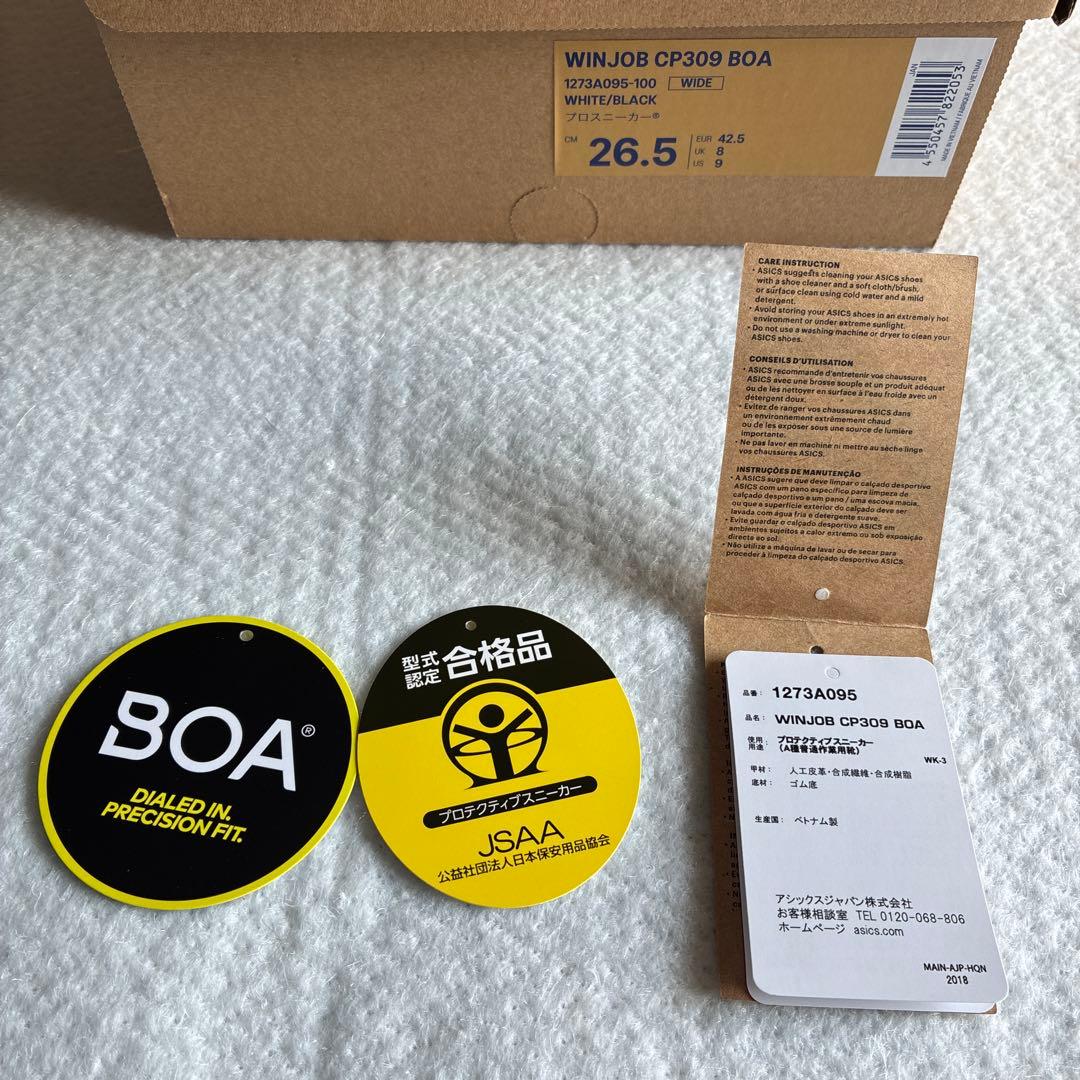 WINJOB CP309 BOA
1273A095-100 WIDE
WHITE/BLACK
プロスニーカー®
CM 26.5
EUR 42.5
UK 8
US 9
JAN
4 550457 822053
MADE IN VIETNAM / FABRIQUE AU VIETNAM
CARE INSTRUCTION
・ASICS suggests cleaning your ASICS shoes
with a shoe cleaner and a soft cloth/brush,
or surface clean using cold water and a mild
detergent.
・Avoid storing your ASICS shoes in an extremely hot
environment or under extreme sunlight.
・Do not use a washing machine or dryer to clean your
ASICS shoes.
CONSEILS D'UTILISATION
・ASICS recommande d'entretenir vos chaussures
ASICS avec une brosse souple et un produit adéquat
ou de les nettoyer en surface à l'eau froide avec un
détergent doux.
・Evitez de ranger vos chaussures ASICS dans
un environnement extrêmement chaud
ou de les exposer sous une source de lumière
importante.
・Ne pas laver en machine ni mettre au sèche linge
vos chaussures ASICS.
INSTRUÇÕES DE MANUTENÇÃO
・A ASICS sugere que deve limpar o calçado desportivo
ASICS com um pano específico para limpeza de
calçado desportivo e um pano / uma escova macia,
ou que a superfície exterior do calçado deve ser
lavada com água fria e detergente suave.
・Evite guardar o calçado desportivo ASICS em
ambientes sujeitos a calor extremo ou sob exposição
directa ao sol.
・Não utilize a máquina de lavar ou de secar para
proceder à limpeza do calçado desportivo ASICS.
BOA®
DIALED IN.
PRECISION FIT.
型式
認定 合格品
プロテクティブスニーカー
JSAA
公益社団法人日本保安用品協会
品番: 1273A095
品名: WINJOB CP309 BOA
使用
用途: プロテクティブスニーカー
(A種普通作業用靴)
WK-3
甲材: 人工皮革・合成繊維・合成樹脂
底材: ゴム底
生産国: ベトナム製
アシックスジャパン株式会社
お客様相談室 TEL 0120-068-806
ホームページ asics.com
MAIN-AJP-HQN
2018